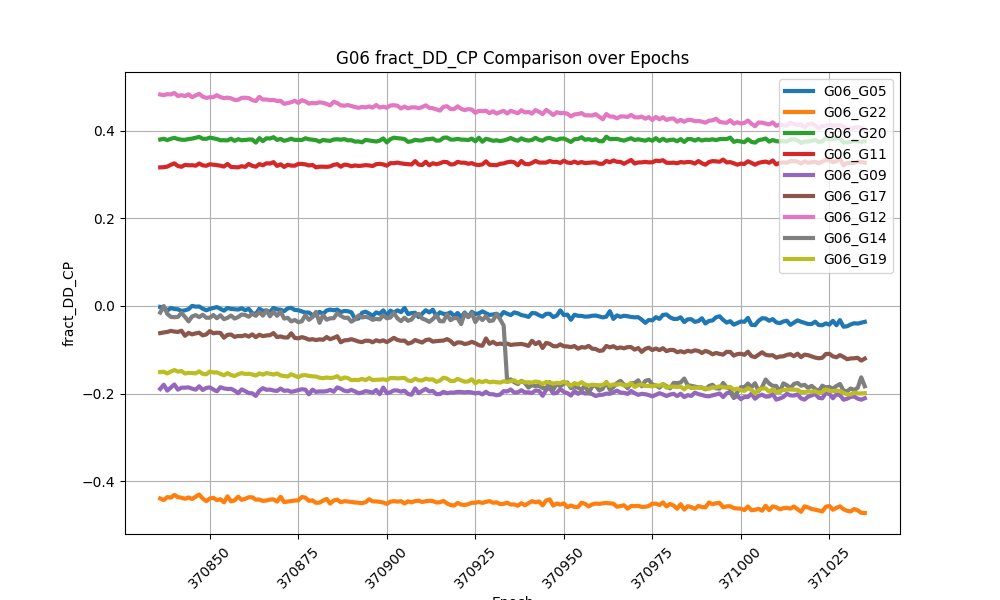 G06 fract_DD_CP Comparison over Epochs
fract_DD_CP
0.4
0.2
0.0
−0.2
−0.4
370850
370875
370900
370925
370950
370975
371000
371025
Epoch
G06_G05
G06_G22
G06_G20
G06_G11
G06_G09
G06_G17
G06_G12
G06_G14
G06_G19